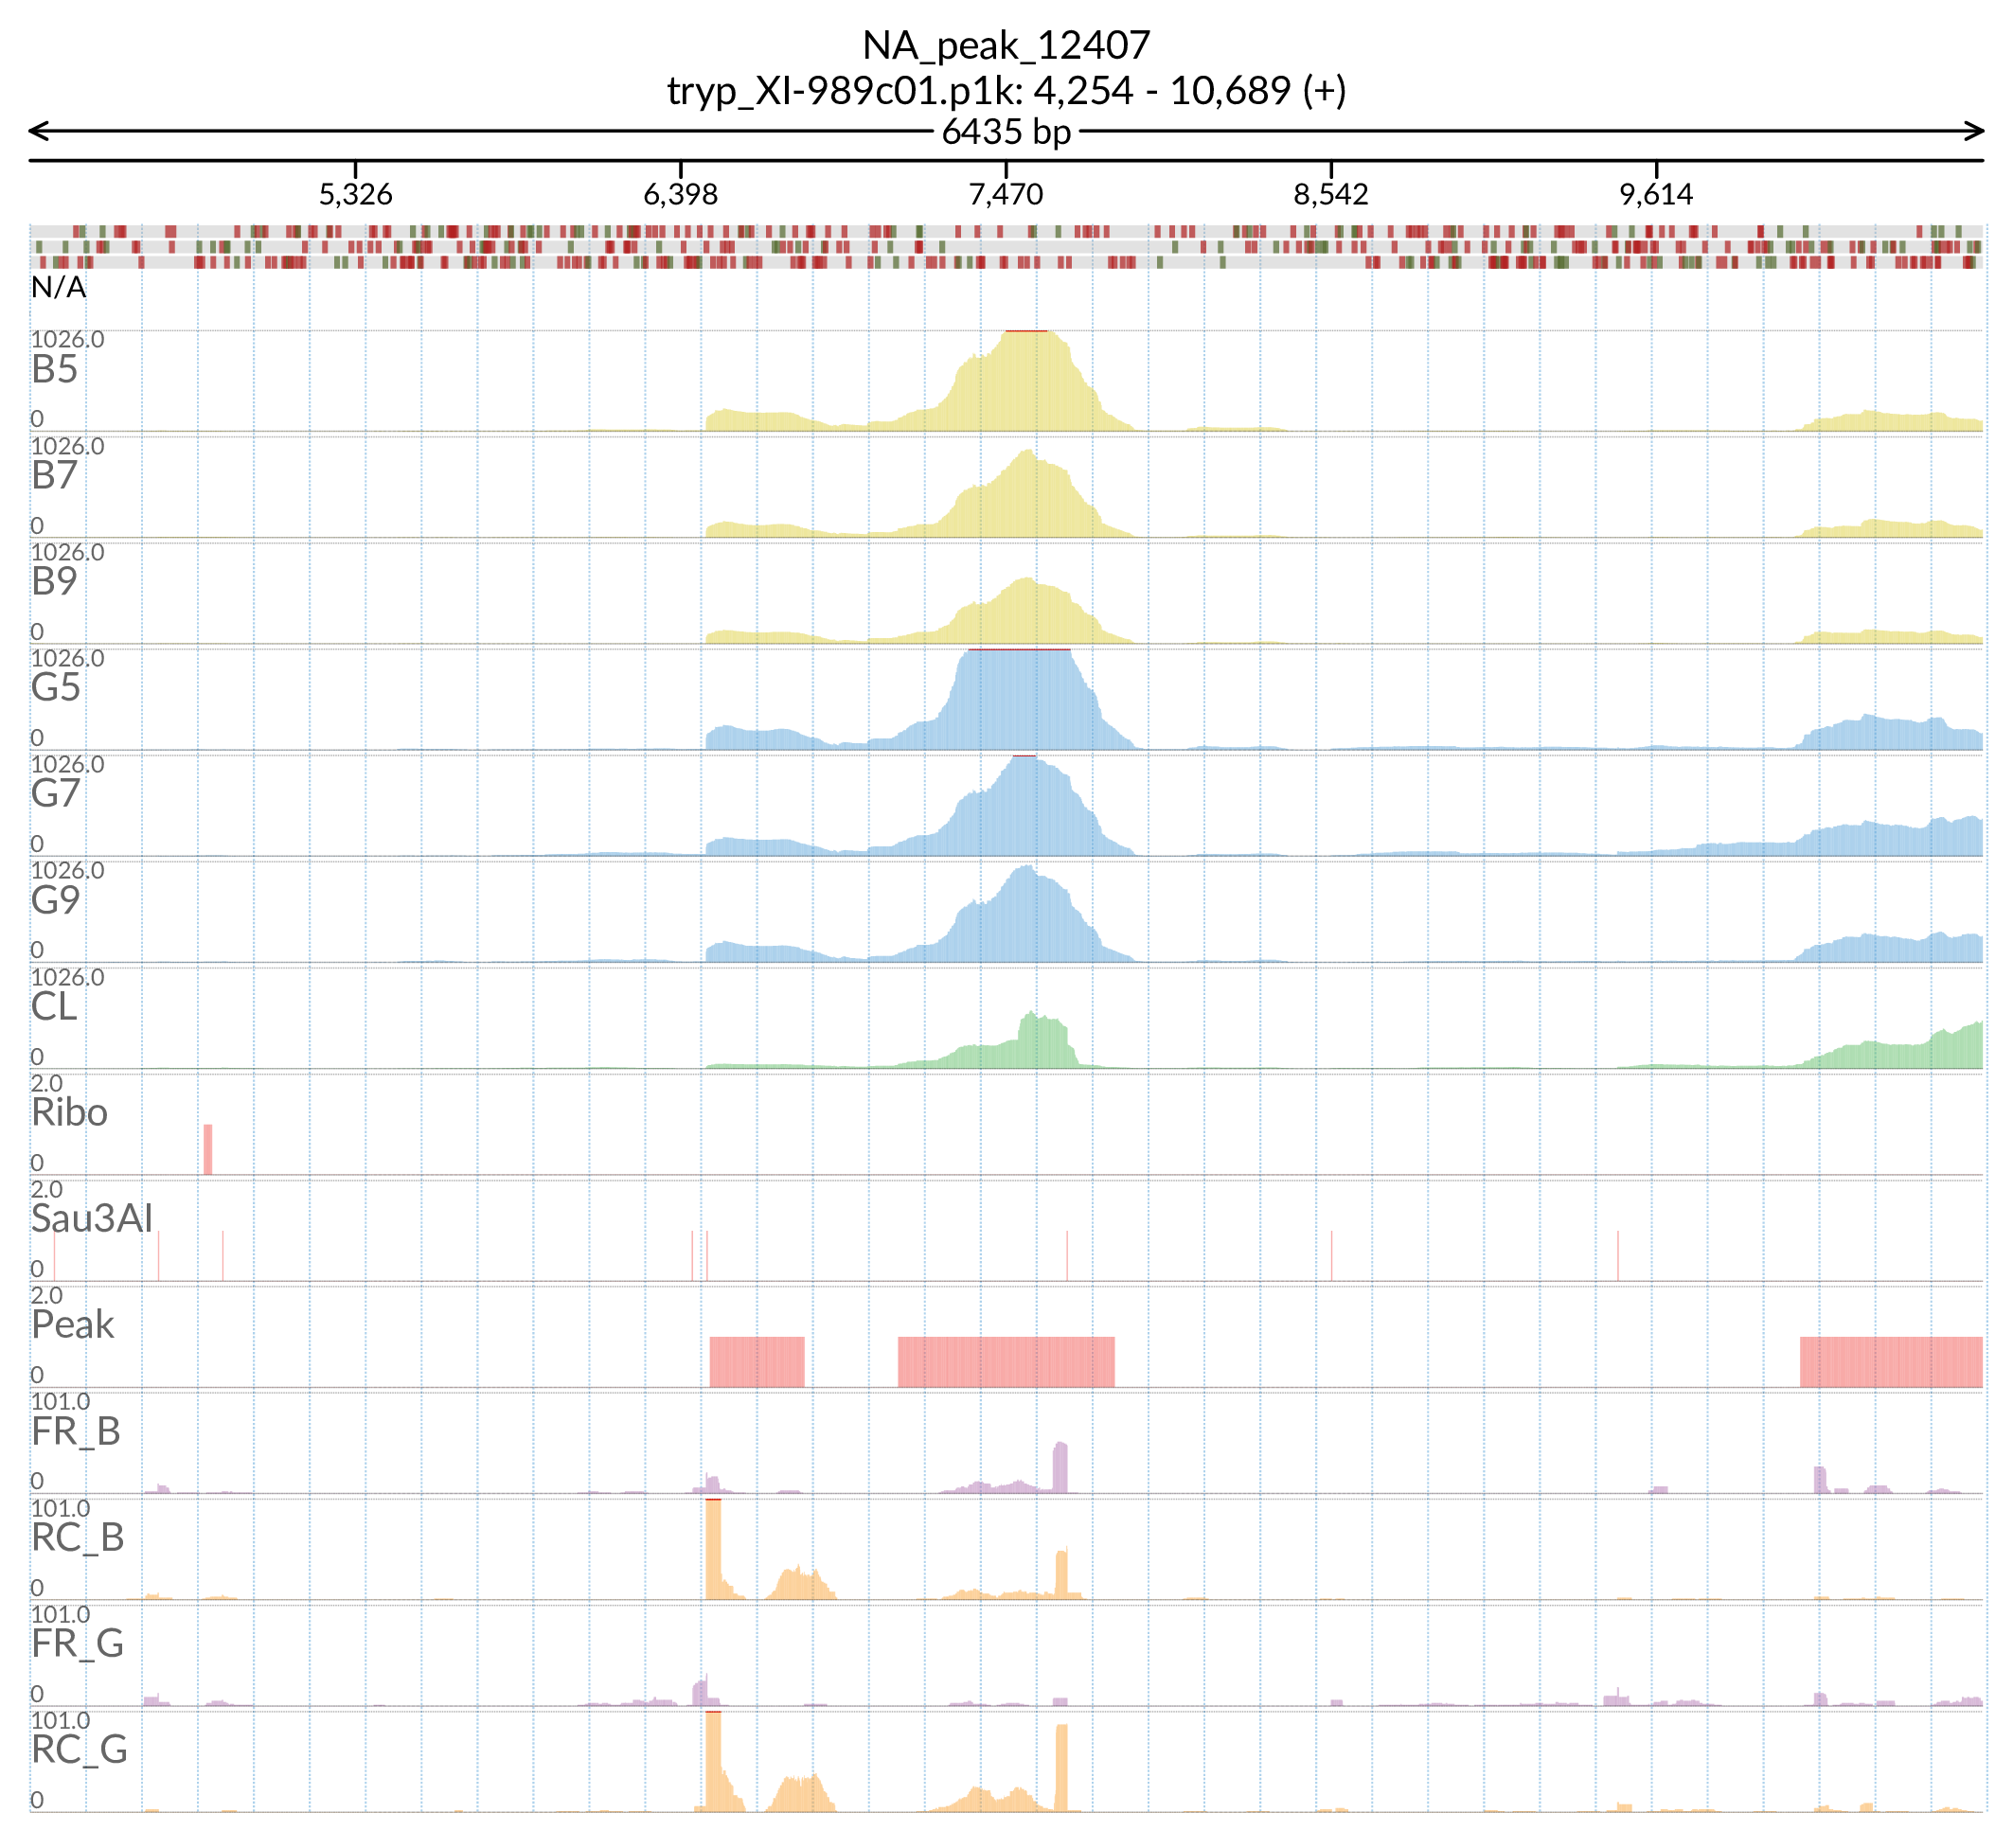 NA_peak_12407
tryp_XI-989c01.p1k: 4,254 - 10,689 (+)
6435 bp
5,326 6,398 7,470 8,542 9,614
N/A
1026.0
B5
0
1026.0
B7
0
1026.0
B9
0
1026.0
G5
0
1026.0
G7
0
1026.0
G9
0
1026.0
CL
0
2.0
Ribo
0
2.0
Sau3AI
0
2.0
Peak
0
101.0
FR_B
0
101.0
RC_B
0
101.0
FR_G
0
101.0
RC_G
0